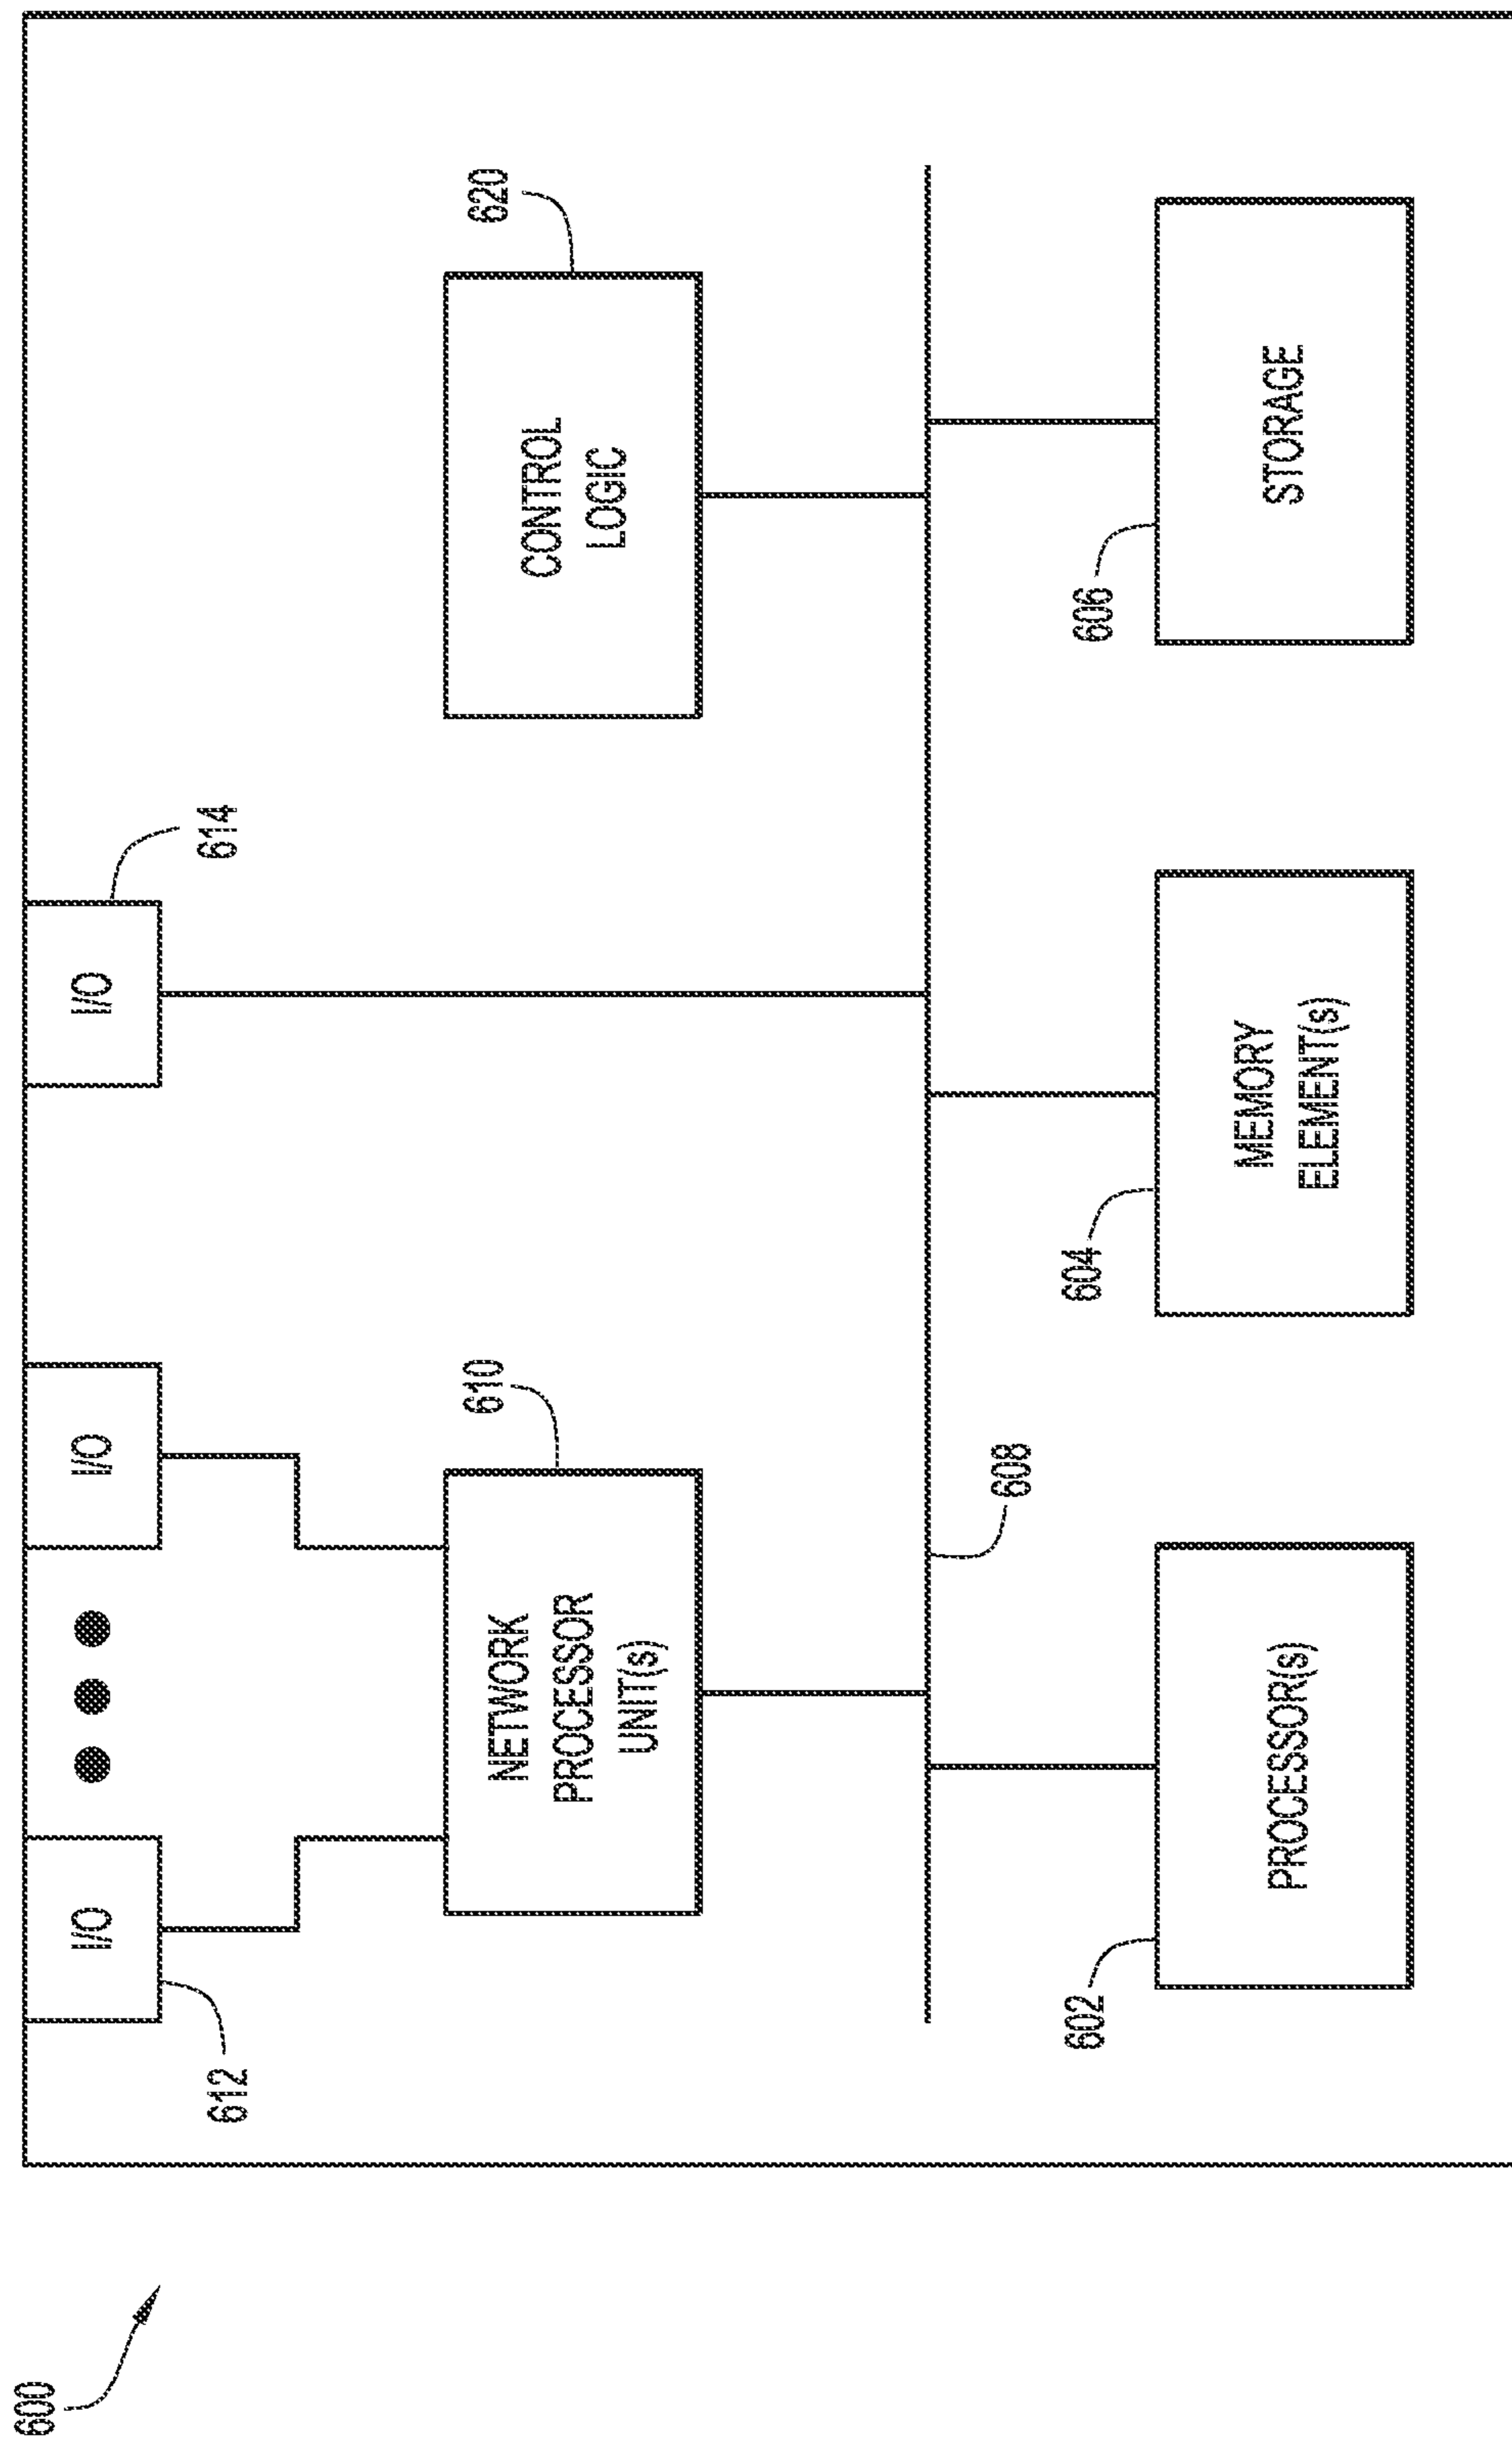 600
612
I/O
I/O
I/O
614
610
NETWORK
PROCESSOR
UNIT(s)
620
CONTROL
LOGIC
608
602
PROCESSOR(s)
604
MEMORY
ELEMENT(s)
606
STORAGE